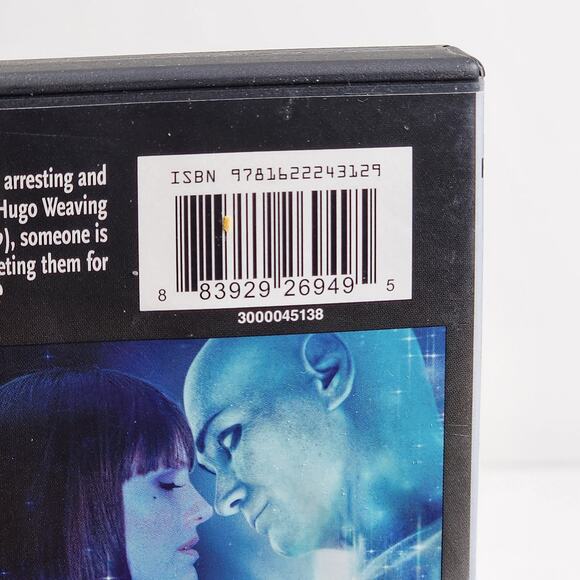 arresting and
Hugo Weaving
), someone is
eting them for
?
ISBN 9781622243129
8 83929 26949 5
3000045138